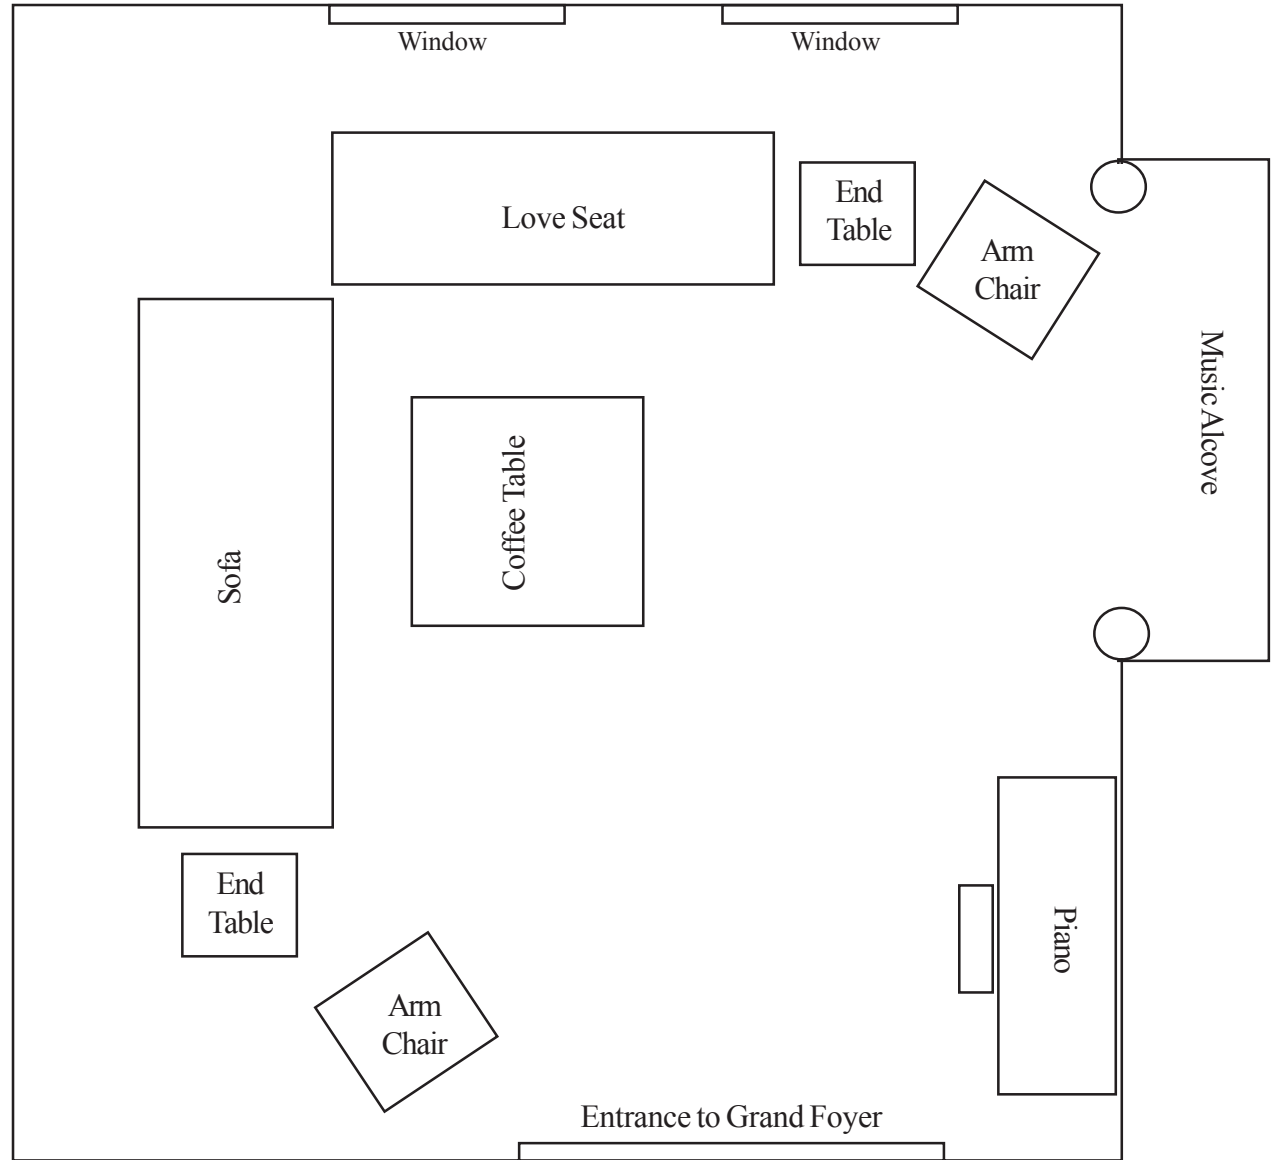 Window
Window
Love Seat
End
Table
Arm
Chair
Music Alcove
Coffee Table
Sofa
End
Table
Piano
Arm
Chair
Entrance to Grand Foyer